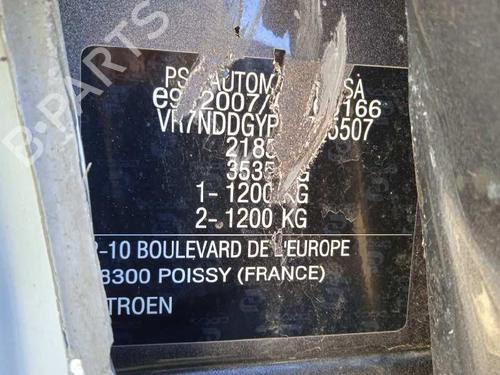 PS AUTOM SA
e9 2007/ 166
VR7NDDGYP 5507
218
353 G
1- 1200 KG
2- 1200 KG
-10 BOULEVARD DE L'EUROPE
8300 POISSY (FRANCE)
TROEN
B-PARTS